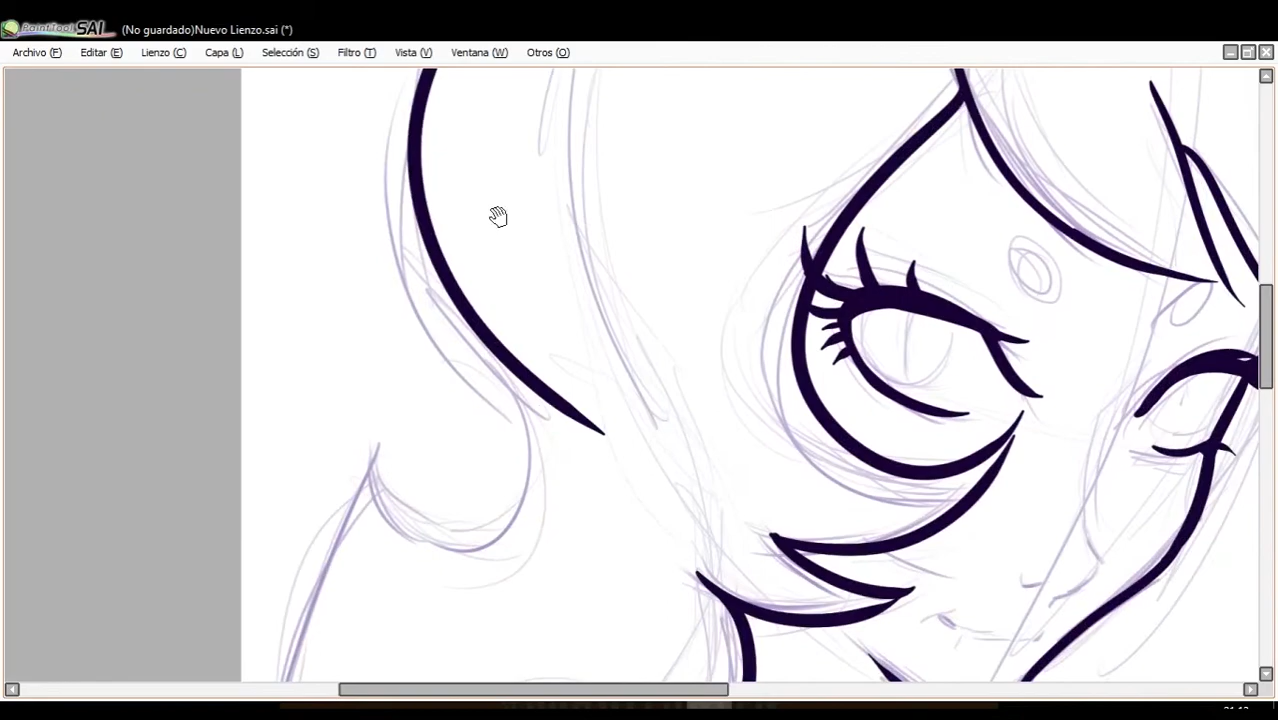 PaintTool SAI (No guardado)Nuevo Lienzo.sai (*)
Archivo (F) Editar (E) Lienzo (C) Capa (L) Selección (S) Filtro (T) Vista (V) Ventana (W) Otros (O)